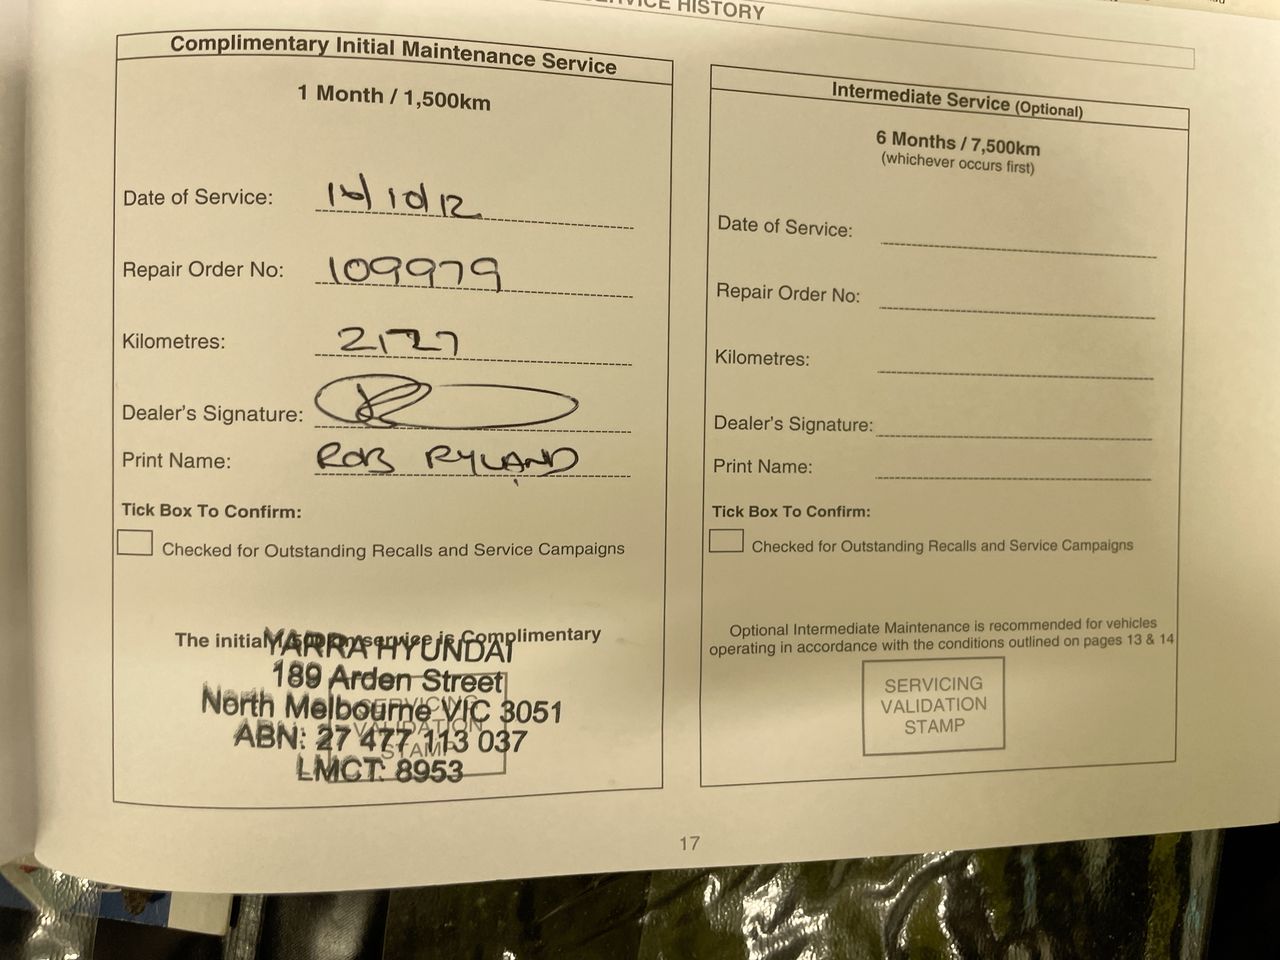 SERVICE HISTORY
Complimentary Initial Maintenance Service
1 Month / 1,500km
Date of Service: 16/10/12
Repair Order No: 109979
Kilometres: 2127
Dealer's Signature:
Print Name: ROB RYLAND
Tick Box To Confirm:
Checked for Outstanding Recalls and Service Campaigns
The initial service is Complimentary
YARRA HYUNDAI
189 Arden Street
North Melbourne VIC 3051
ABN: 27 477 113 037
LMCT: 8953
SERVICING
VALIDATION
STAMP
Intermediate Service (Optional)
6 Months / 7,500km
(whichever occurs first)
Date of Service:
Repair Order No:
Kilometres:
Dealer's Signature:
Print Name:
Tick Box To Confirm:
Checked for Outstanding Recalls and Service Campaigns
Optional Intermediate Maintenance is recommended for vehicles
operating in accordance with the conditions outlined on pages 13 & 14
SERVICING
VALIDATION
STAMP
17